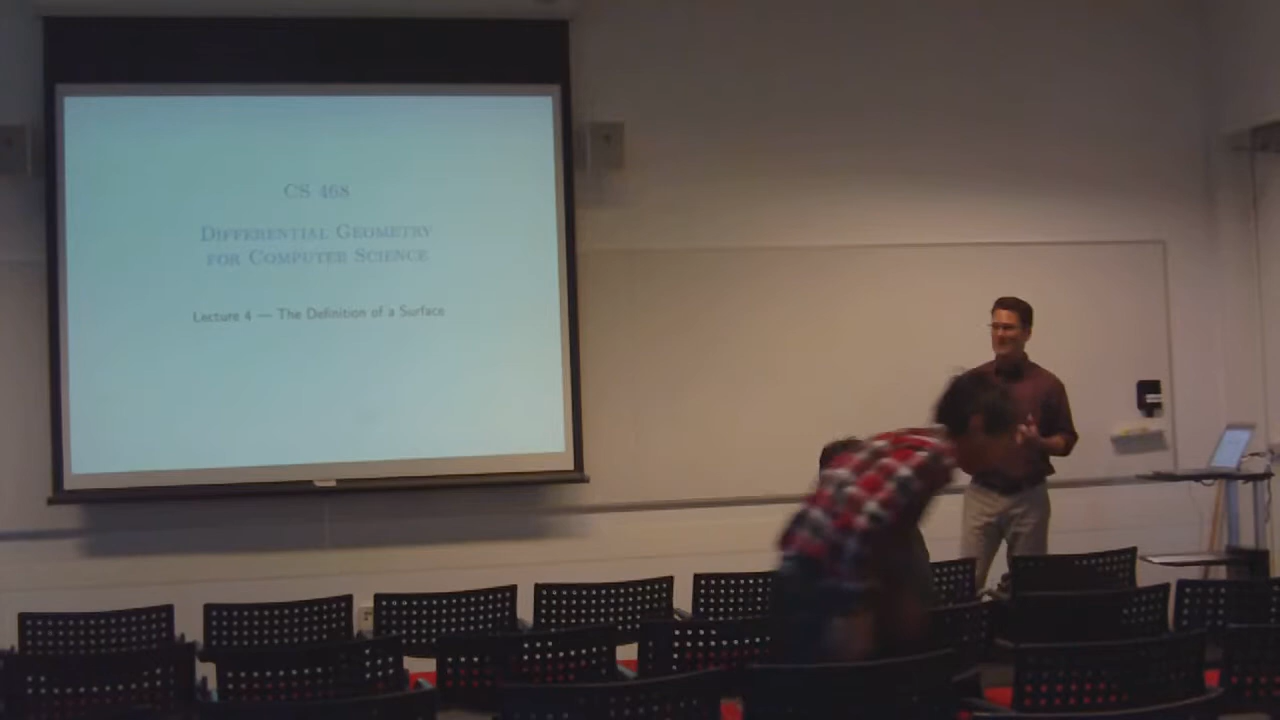 CS 468
DIFFERENTIAL GEOMETRY
FOR COMPUTER SCIENCE
Lecture 4 — The Definition of a Surface